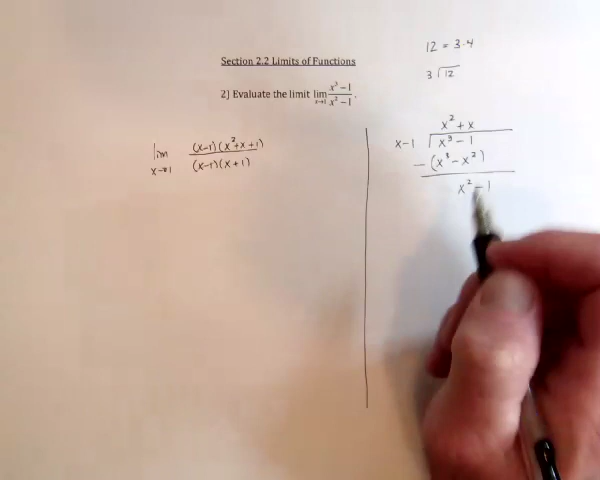 Section 2.2 Limits of Functions
2) Evaluate the limit lim x→1 x³ − 1 / x² − 1 .
lim x→1 (x−1)(x²+x+1) / (x−1)(x+1)
12 = 3·4
3 √12
x² + x
x−1 √x³ − 1
− (x³ − x²)
x² − 1